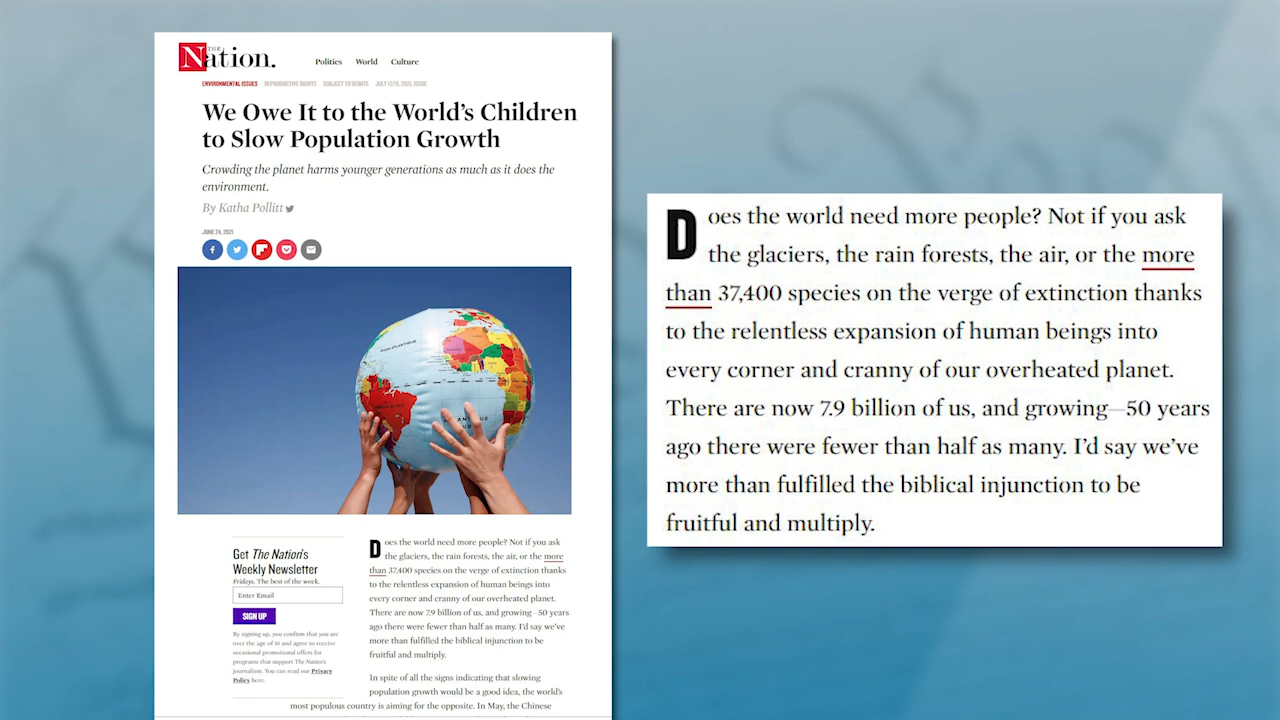 THE
Nation.
Politics World Culture
ENVIRONMENTAL ISSUES REPRODUCTIVE RIGHTS SUBJECT TO DEBATE JULY 12/19, 2021, ISSUE
We Owe It to the World's Children
to Slow Population Growth
Crowding the planet harms younger generations as much as it does the
environment.
By Katha Pollitt
JUNE 24, 2021
Get The Nation's
Weekly Newsletter
Fridays. The best of the week.
Enter Email
SIGN UP
By signing up, you confirm that you are
over the age of 16 and agree to receive
occasional promotional offers for
programs that support The Nation's
journalism. You can read our Privacy
Policy here.
Does the world need more people? Not if you ask
the glaciers, the rain forests, the air, or the more
than 37,400 species on the verge of extinction thanks
to the relentless expansion of human beings into
every corner and cranny of our overheated planet.
There are now 7.9 billion of us, and growing—50 years
ago there were fewer than half as many. I'd say we've
more than fulfilled the biblical injunction to be
fruitful and multiply.
In spite of all the signs indicating that slowing
population growth would be a good idea, the world's
most populous country is aiming for the opposite. In May, the Chinese
Does the world need more people? Not if you ask
the glaciers, the rain forests, the air, or the more
than 37,400 species on the verge of extinction thanks
to the relentless expansion of human beings into
every corner and cranny of our overheated planet.
There are now 7.9 billion of us, and growing—50 years
ago there were fewer than half as many. I'd say we've
more than fulfilled the biblical injunction to be
fruitful and multiply.